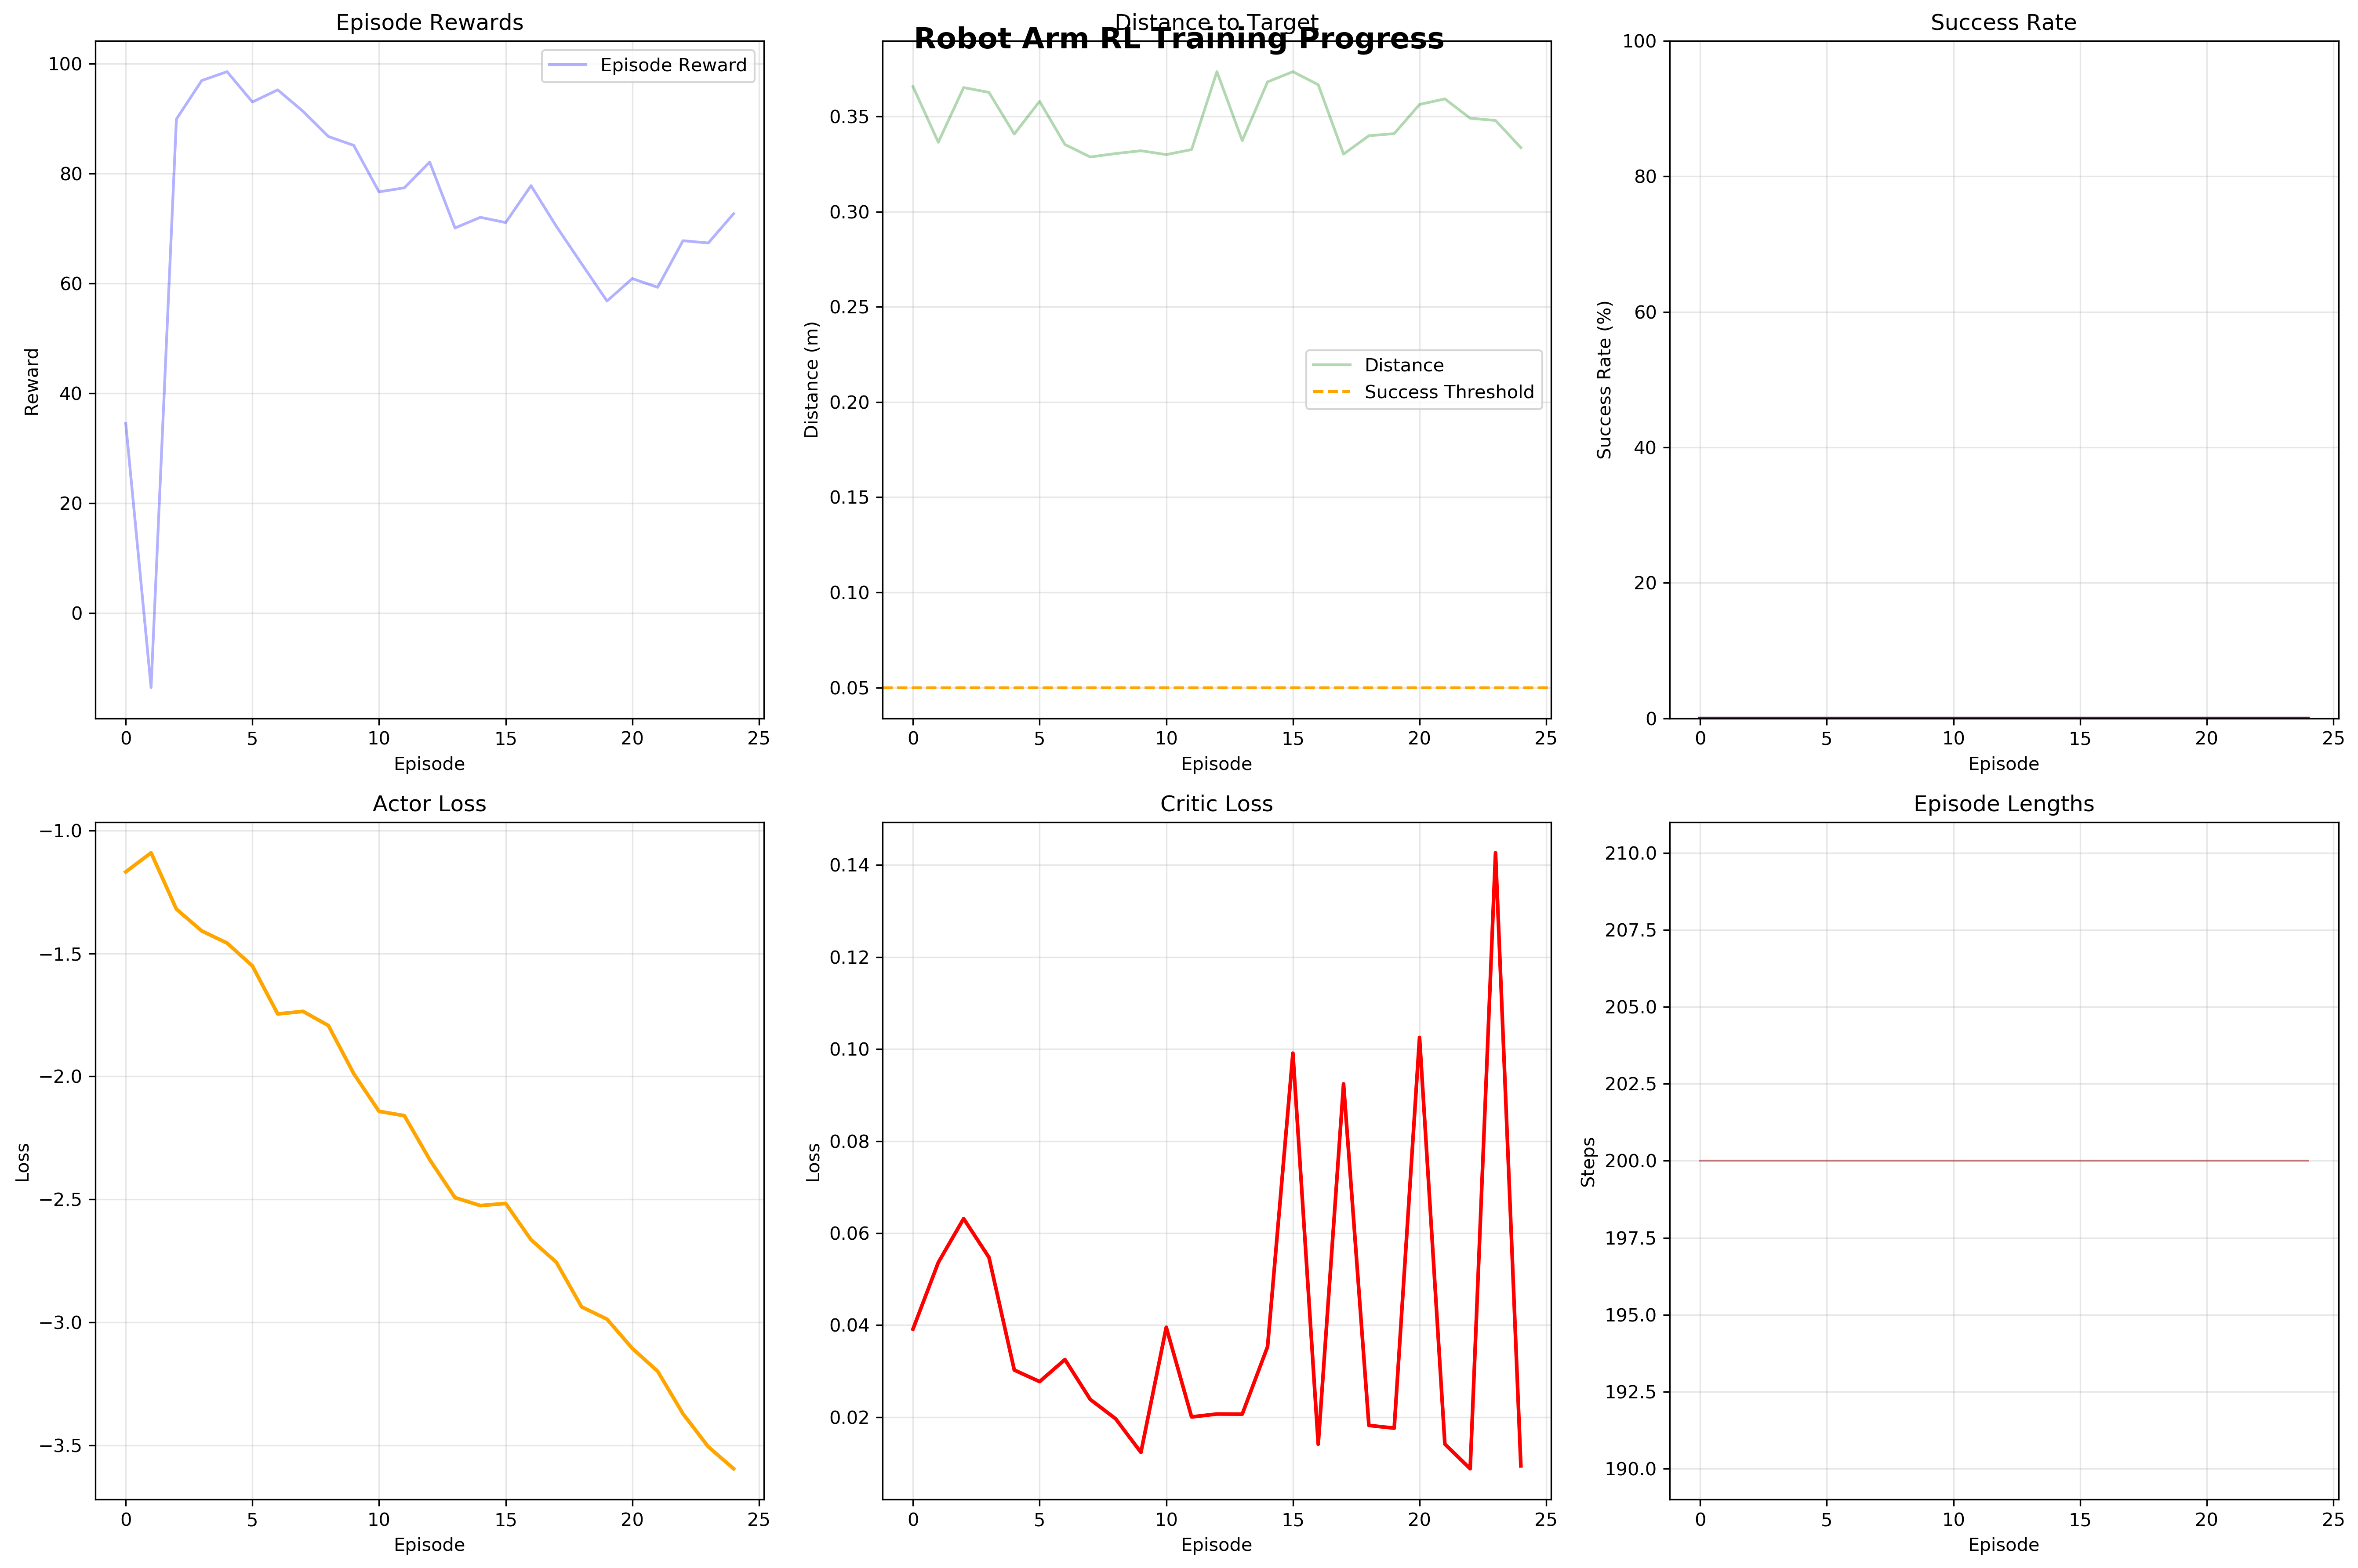 Robot Arm RL Training Progress
Episode Rewards
Episode Reward
100
80
60
40
20
0
Reward
0 5 10 15 20 25
Episode
Distance to Target
0.35
0.30
0.25
0.20
0.15
0.10
0.05
Distance (m)
Distance
Success Threshold
0 5 10 15 20 25
Episode
Success Rate
100
80
60
40
20
0
Success Rate (%)
0 5 10 15 20 25
Episode
Actor Loss
−1.0
−1.5
−2.0
−2.5
−3.0
−3.5
Loss
0 5 10 15 20 25
Episode
Critic Loss
0.14
0.12
0.10
0.08
0.06
0.04
0.02
Loss
0 5 10 15 20 25
Episode
Episode Lengths
210.0
207.5
205.0
202.5
200.0
197.5
195.0
192.5
190.0
Steps
0 5 10 15 20 25
Episode